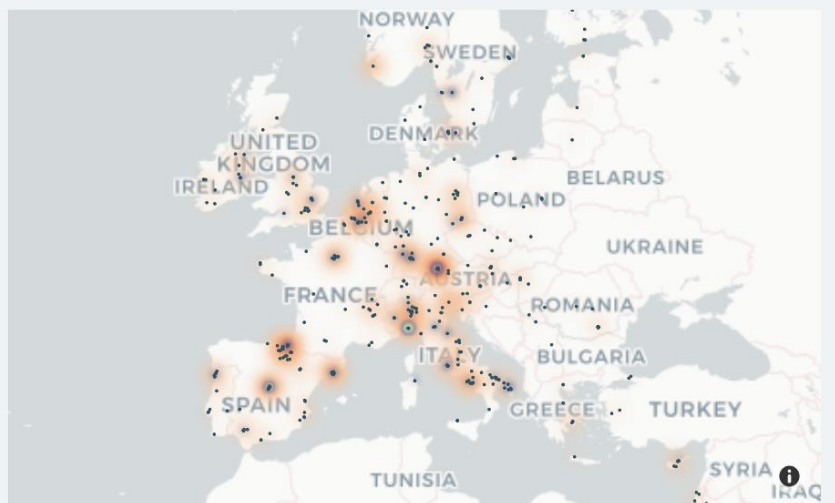 NORWAY
SWEDEN
DENMARK
UNITED
KINGDOM
IRELAND
BELARUS
POLAND
BELGIUM
UKRAINE
AUSTRIA
FRANCE
ROMANIA
ITALY
BULGARIA
SPAIN
GREECE
TURKEY
TUNISIA
SYRIA
i
IRAQ